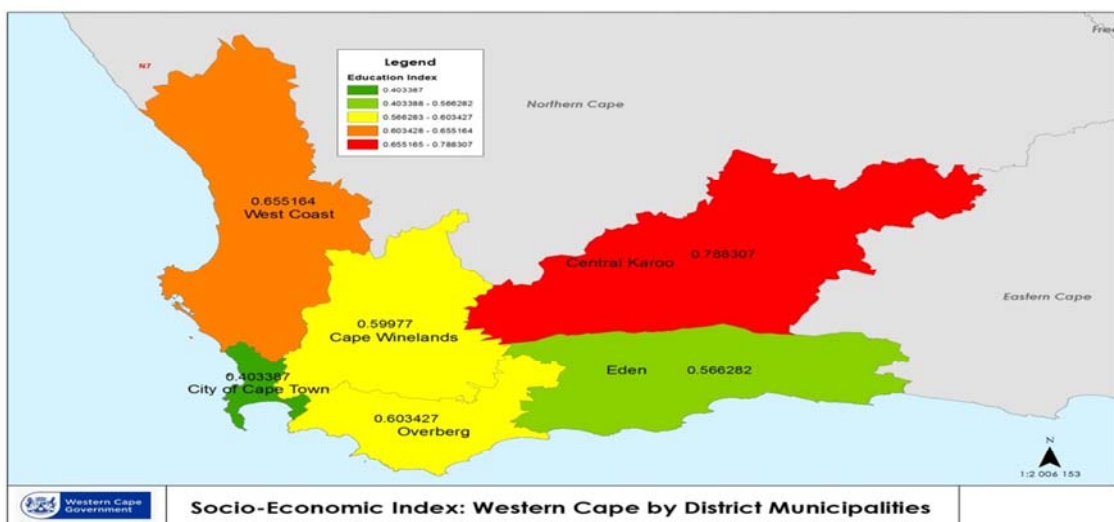 Free
N7
Legend
Education Index
0.403387
0.403388 - 0.566282
0.566283 - 0.603427
0.603428 - 0.655164
0.655165 - 0.788307
Northern Cape
0.655164
West Coast
Central Karoo 0.788307
Eastern Cape
0.59977
Cape Winelands
0.403387
City of Cape Town
Eden 0.566282
0.603427
Overberg
N
1:2 006 153
Western Cape
Government
Socio-Economic Index: Western Cape by District Municipalities